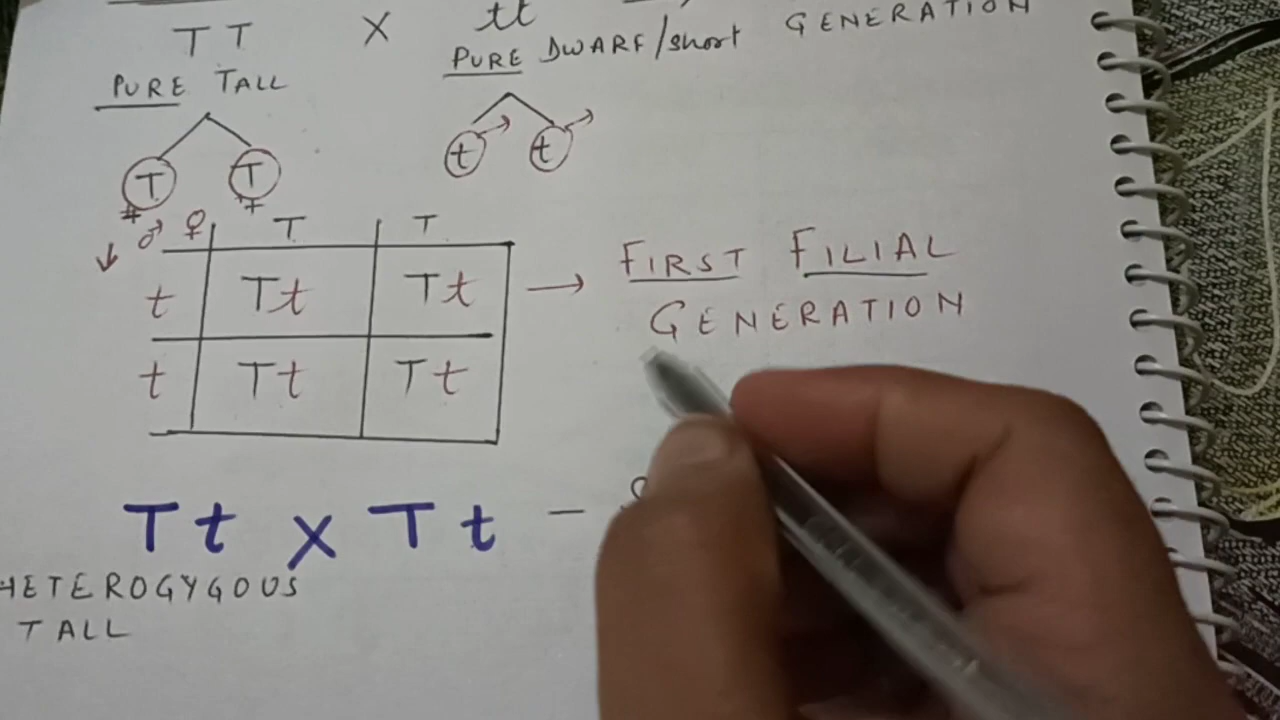 TT X tt GENERATION
PURE TALL PURE DWARF/short
T T t t
♂ ♀ T T
t Tt Tt → FIRST FILIAL
GENERATION
t Tt Tt
Tt X Tt –
HETEROGYGOUS
TALL